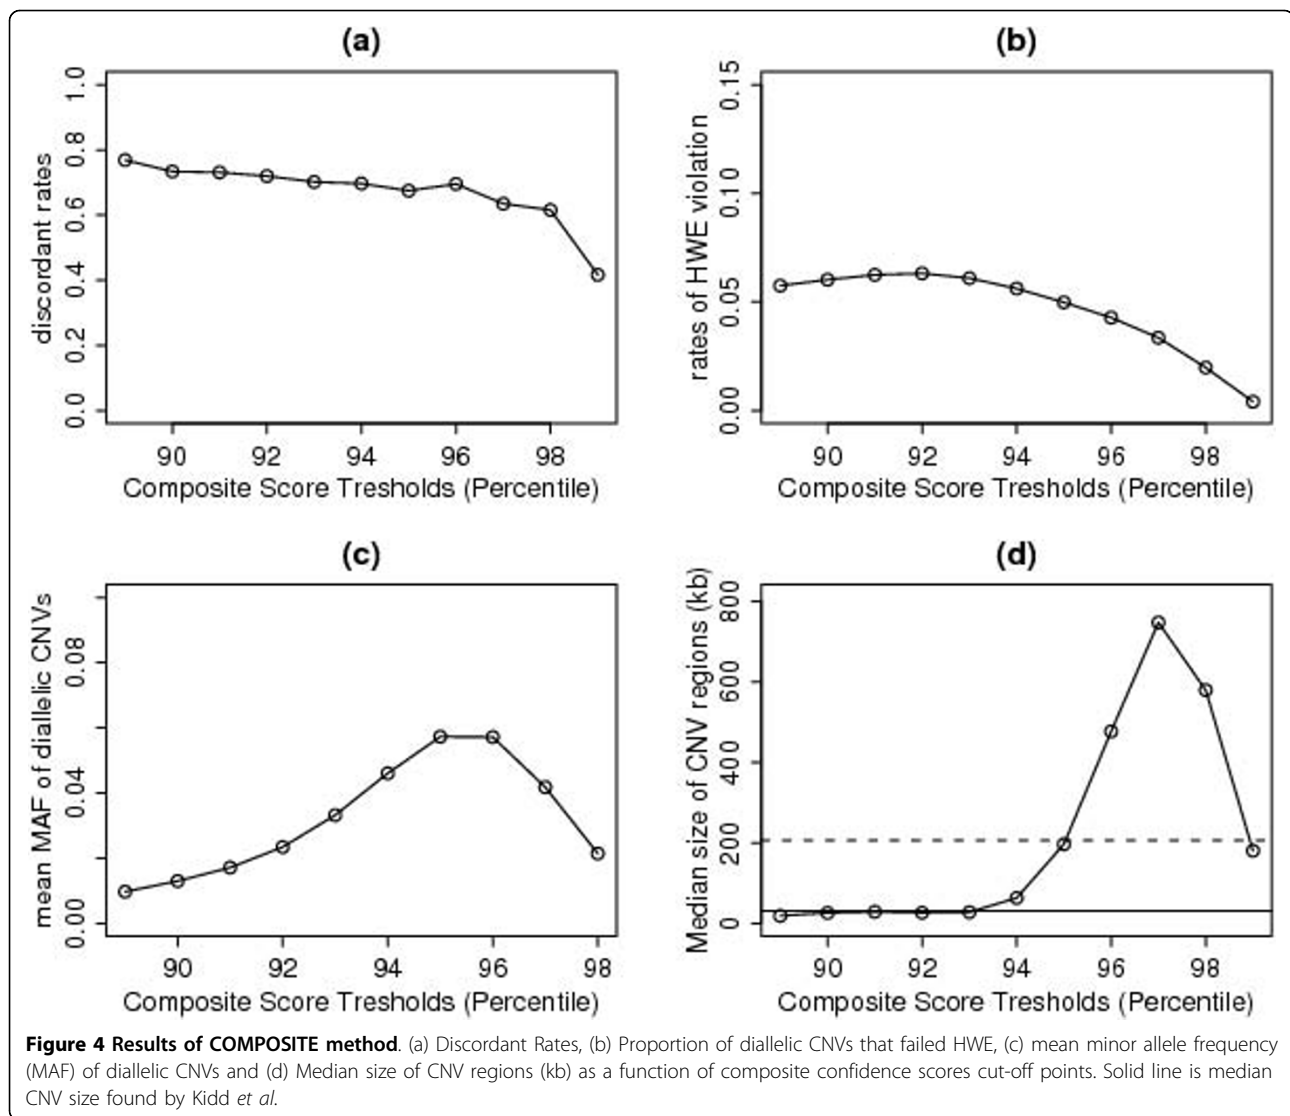 (a)
discordant rates
1.0
0.8
0.6
0.4
0.2
0.0
90 92 94 96 98
Composite Score Tresholds (Percentile)
(b)
rates of HWE violation
0.15
0.10
0.05
0.00
90 92 94 96 98
Composite Score Tresholds (Percentile)
(c)
mean MAF of diallelic CNVs
0.08
0.04
0.00
90 92 94 96 98
Composite Score Tresholds (Percentile)
(d)
Median size of CNV regions (kb)
800
600
400
200
0
90 92 94 96 98
Composite Score Tresholds (Percentile)
Figure 4 Results of COMPOSITE method. (a) Discordant Rates, (b) Proportion of diallelic CNVs that failed HWE, (c) mean minor allele frequency
(MAF) of diallelic CNVs and (d) Median size of CNV regions (kb) as a function of composite confidence scores cut-off points. Solid line is median
CNV size found by Kidd et al.